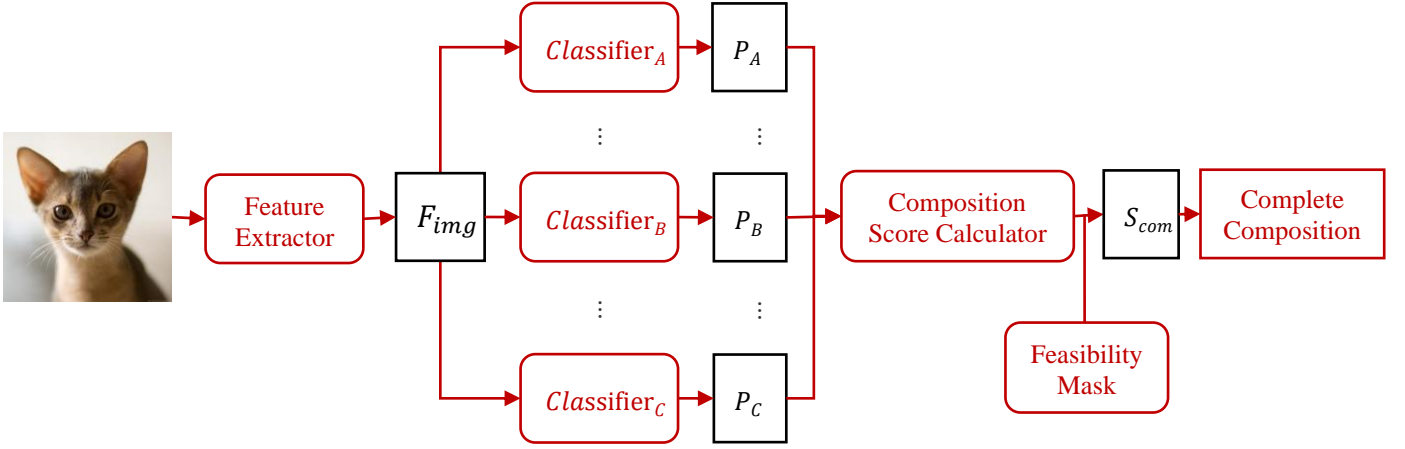 Classifier_A
P_A
⋮ ⋮
Feature
Extractor
F_img
Classifier_B
P_B
Composition
Score Calculator
S_com
Complete
Composition
⋮ ⋮
Feasibility
Mask
Classifier_C
P_C